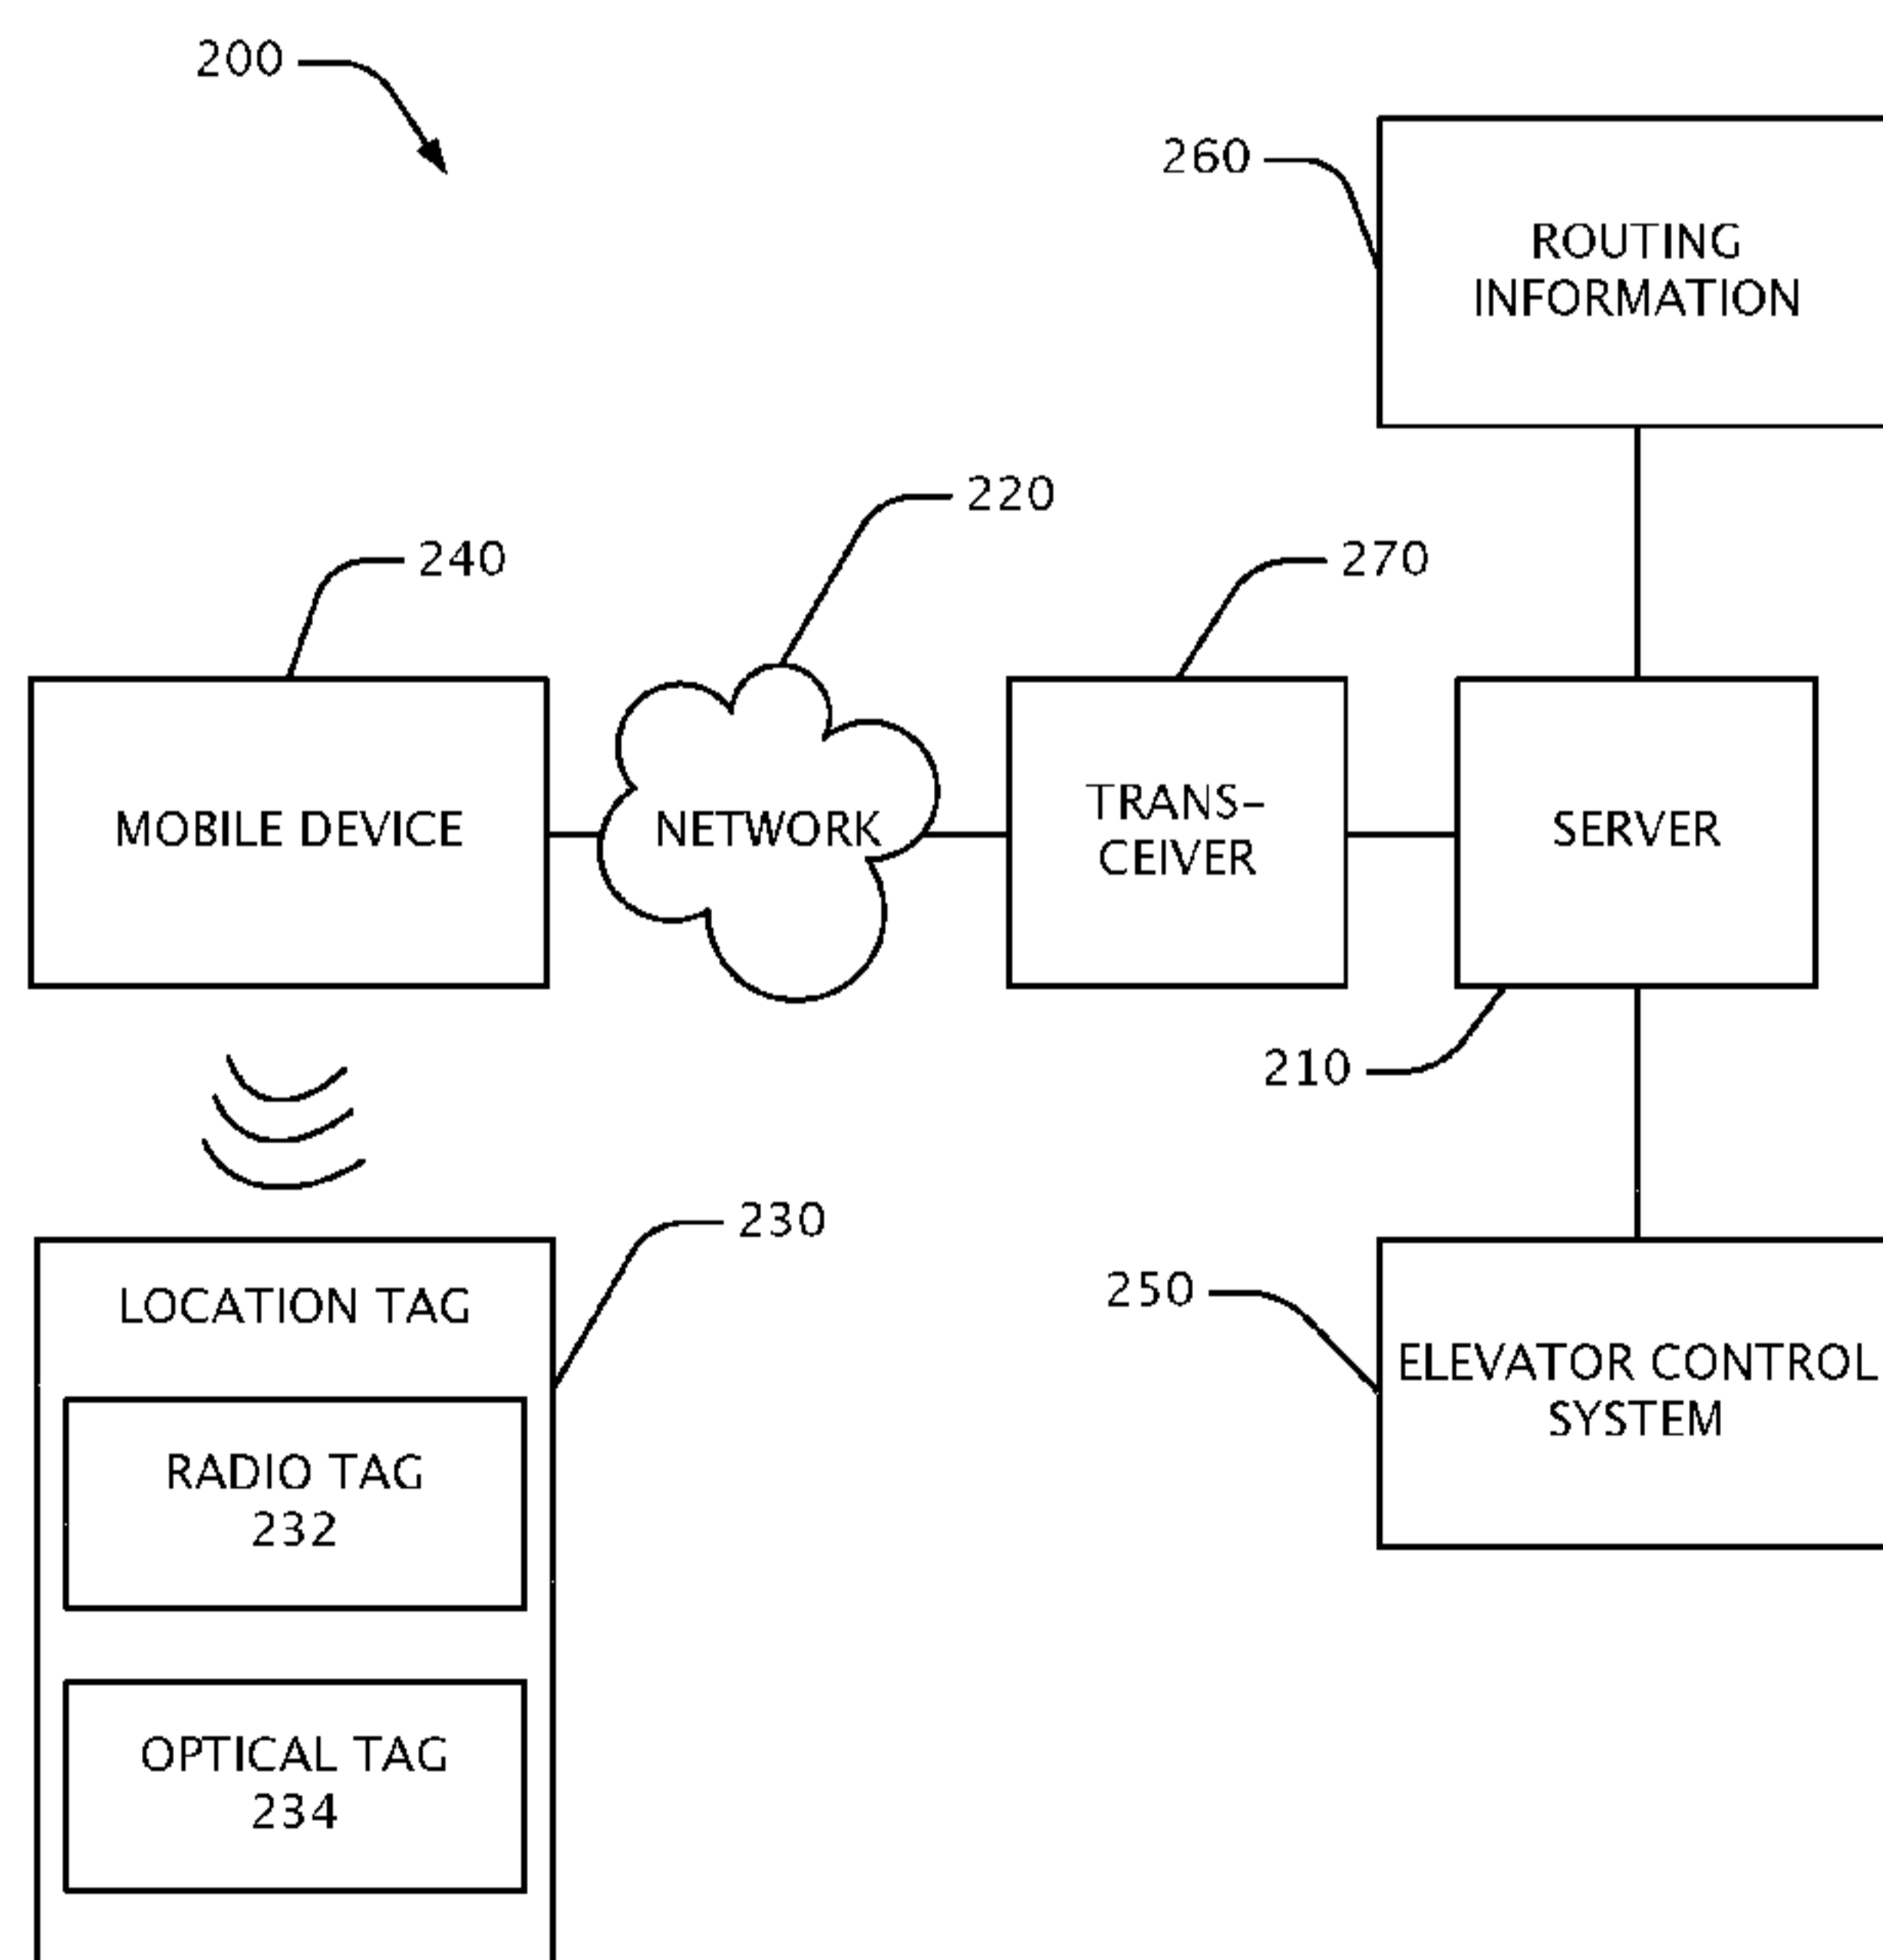 200
260
ROUTING
INFORMATION
220
240
270
MOBILE DEVICE
NETWORK
TRANS-
CEIVER
SERVER
210
230
LOCATION TAG
250
ELEVATOR CONTROL
SYSTEM
RADIO TAG
232
OPTICAL TAG
234